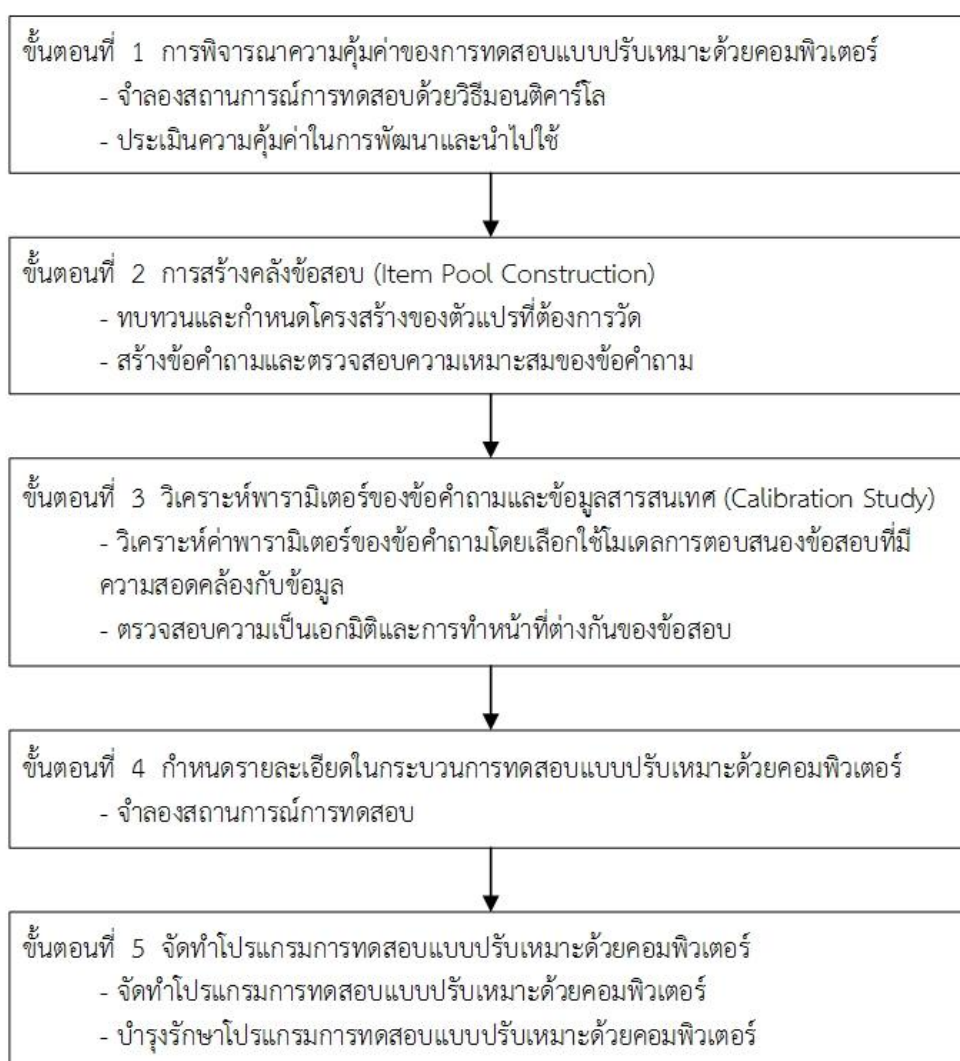 ขั้นตอนที่ 1 การพิจารณาความคุ้มค่าของการทดสอบแบบปรับเหมาะด้วยคอมพิวเตอร์
- จำลองสถานการณ์การทดสอบด้วยวิธีมอนติคาร์โล
- ประเมินความคุ้มค่าในการพัฒนาและนำไปใช้
ขั้นตอนที่ 2 การสร้างคลังข้อสอบ (Item Pool Construction)
- ทบทวนและกำหนดโครงสร้างของตัวแปรที่ต้องการวัด
- สร้างข้อคำถามและตรวจสอบความเหมาะสมของข้อคำถาม
ขั้นตอนที่ 3 วิเคราะห์พารามิเตอร์ของข้อคำถามและข้อมูลสารสนเทศ (Calibration Study)
- วิเคราะห์ค่าพารามิเตอร์ของข้อคำถามโดยเลือกใช้โมเดลการตอบสนองข้อสอบที่มี
ความสอดคล้องกับข้อมูล
- ตรวจสอบความเป็นเอกมิติและการทำหน้าที่ต่างกันของข้อสอบ
ขั้นตอนที่ 4 กำหนดรายละเอียดในกระบวนการทดสอบแบบปรับเหมาะด้วยคอมพิวเตอร์
- จำลองสถานการณ์การทดสอบ
ขั้นตอนที่ 5 จัดทำโปรแกรมการทดสอบแบบปรับเหมาะด้วยคอมพิวเตอร์
- จัดทำโปรแกรมการทดสอบแบบปรับเหมาะด้วยคอมพิวเตอร์
- บำรุงรักษาโปรแกรมการทดสอบแบบปรับเหมาะด้วยคอมพิวเตอร์